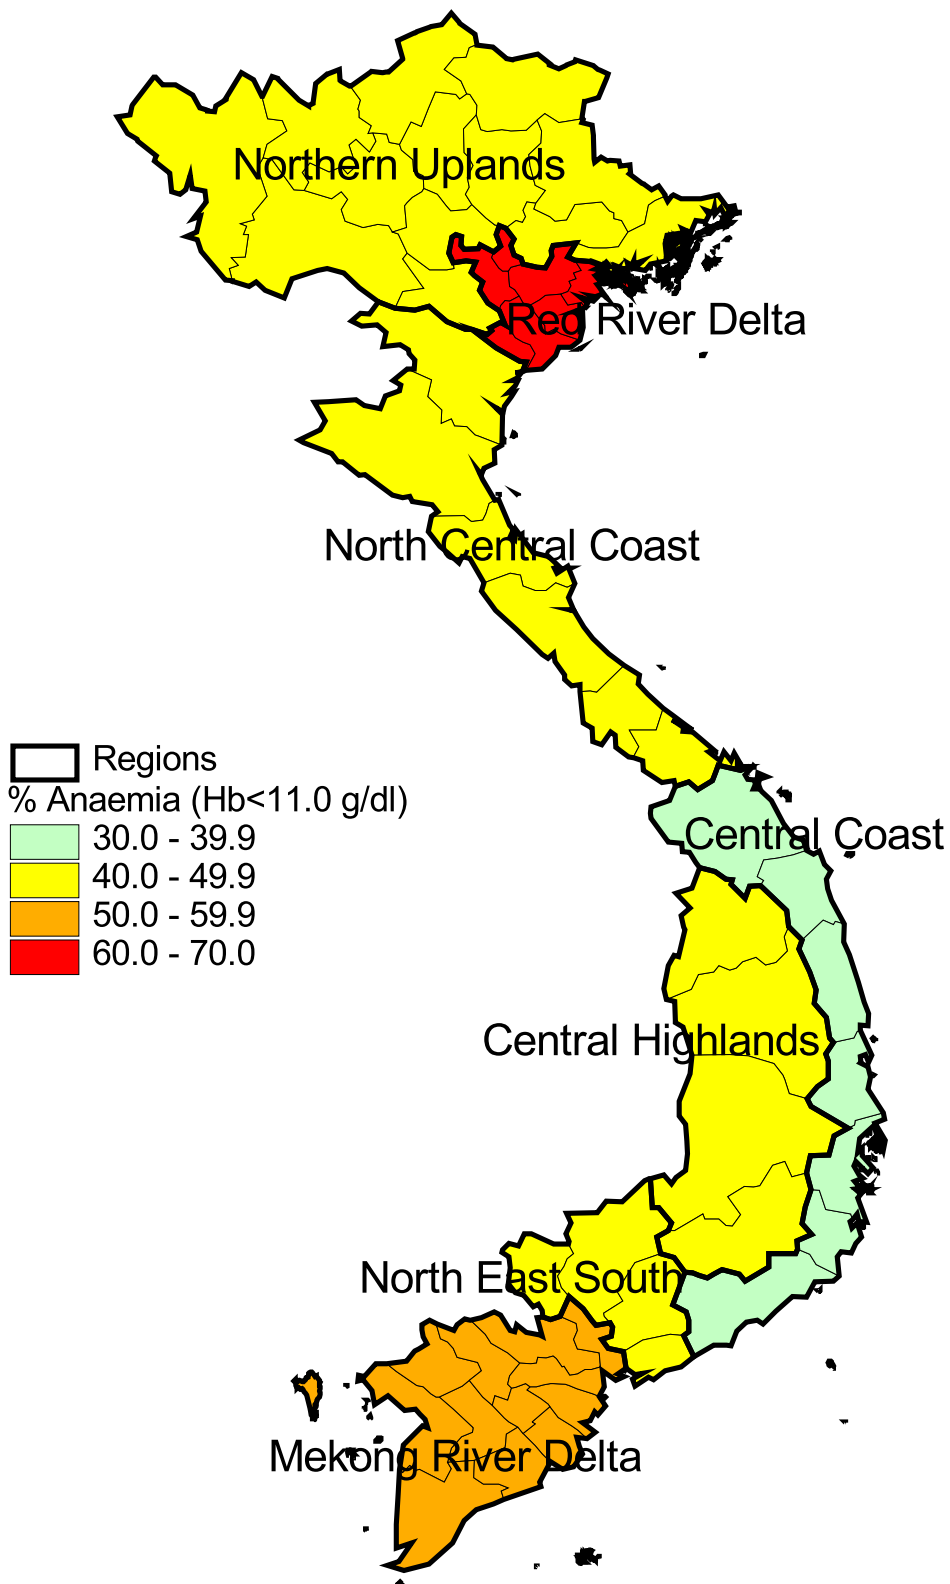 Northern Uplands
Red River Delta
North Central Coast
Regions
% Anaemia (Hb<11.0 g/dl)
30.0 - 39.9
40.0 - 49.9
50.0 - 59.9
60.0 - 70.0
Central Coast
Central Highlands
North East South
Mekong River Delta